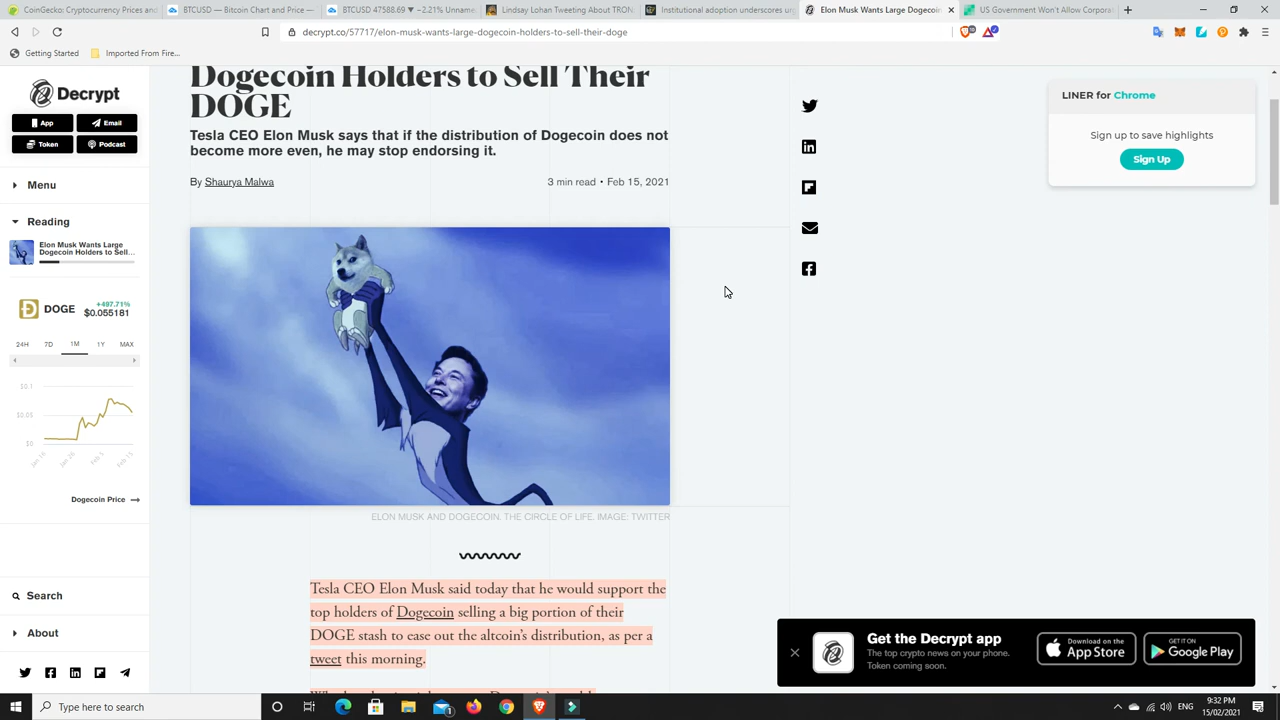 CoinGecko: Cryptocurrency Prices and
BTCUSD — Bitcoin Chart and Price —
BTCUSD 47588.69 ▼ −2.21% Unname
Lindsay Lohan Tweeting About TRON
Institutional adoption underscores urg
Elon Musk Wants Large Dogecoin
US Government Won't Allow Corporat
decrypt.co/57717/elon-musk-wants-large-dogecoin-holders-to-sell-their-doge
Getting Started
Imported From Fire...
Decrypt
App
Email
Token
Podcast
Menu
Reading
Elon Musk Wants Large
Dogecoin Holders to Sell...
DOGE
+497.71%
$0.055181
24H 7D 1M 1Y MAX
$0.1
$0.05
$0
Dogecoin Price
Search
About
Dogecoin Holders to Sell Their
DOGE
Tesla CEO Elon Musk says that if the distribution of Dogecoin does not
become more even, he may stop endorsing it.
By Shaurya Malwa
3 min read • Feb 15, 2021
ELON MUSK AND DOGECOIN. THE CIRCLE OF LIFE. IMAGE: TWITTER
Tesla CEO Elon Musk said today that he would support the
top holders of Dogecoin selling a big portion of their
DOGE stash to ease out the altcoin's distribution, as per a
tweet this morning.
LINER for Chrome
Sign up to save highlights
Sign Up
Get the Decrypt app
The top crypto news on your phone.
Token coming soon.
Download on the
App Store
GET IT ON
Google Play
Type here to search
ENG
9:32 PM
15/02/2021